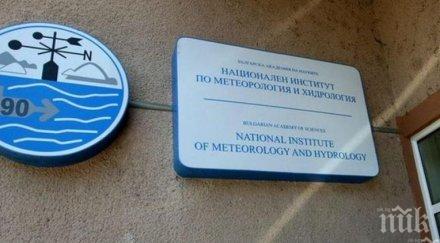 N
90
БЪЛГАРСКА АКАДЕМИЯ НА НАУКИТЕ
НАЦИОНАЛЕН ИНСТИТУТ
ПО МЕТЕОРОЛОГИЯ И ХИДРОЛОГИЯ
BULGARIAN ACADEMY OF SCIENCES
NATIONAL INSTITUTE
OF METEOROLOGY AND HYDROLOGY
ПИК